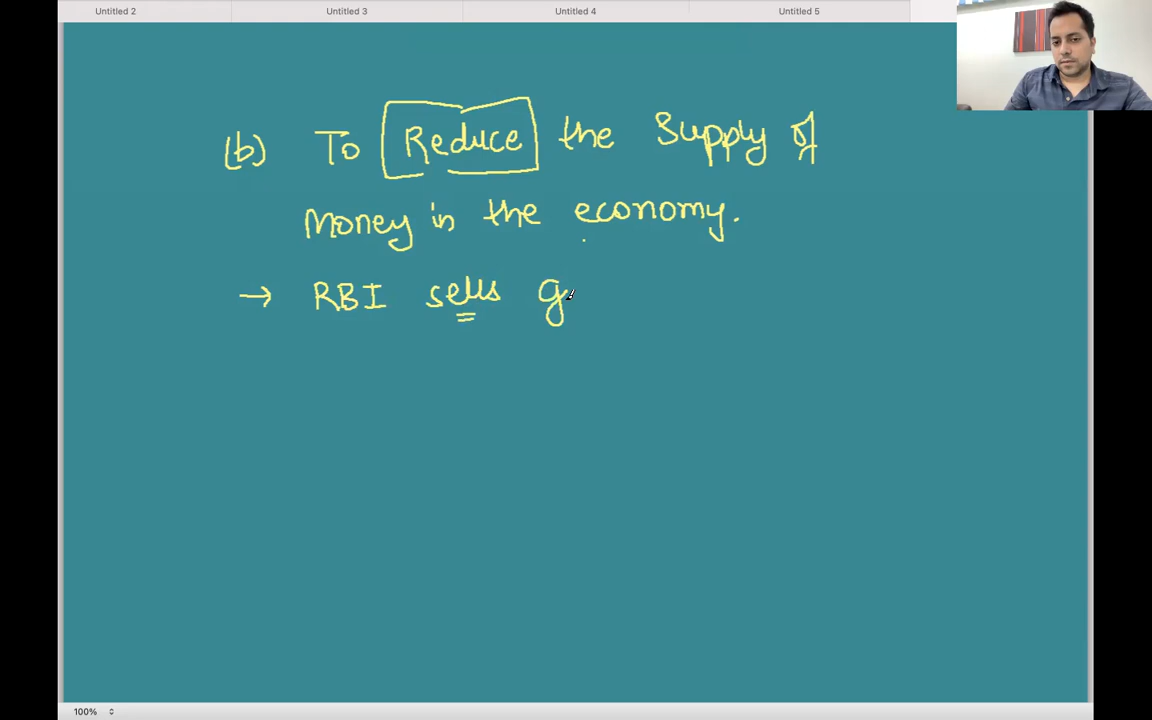 Untitled 2 Untitled 3 Untitled 4 Untitled 5
(b) To Reduce the Supply of
Money in the economy.
→ RBI sells g
100%